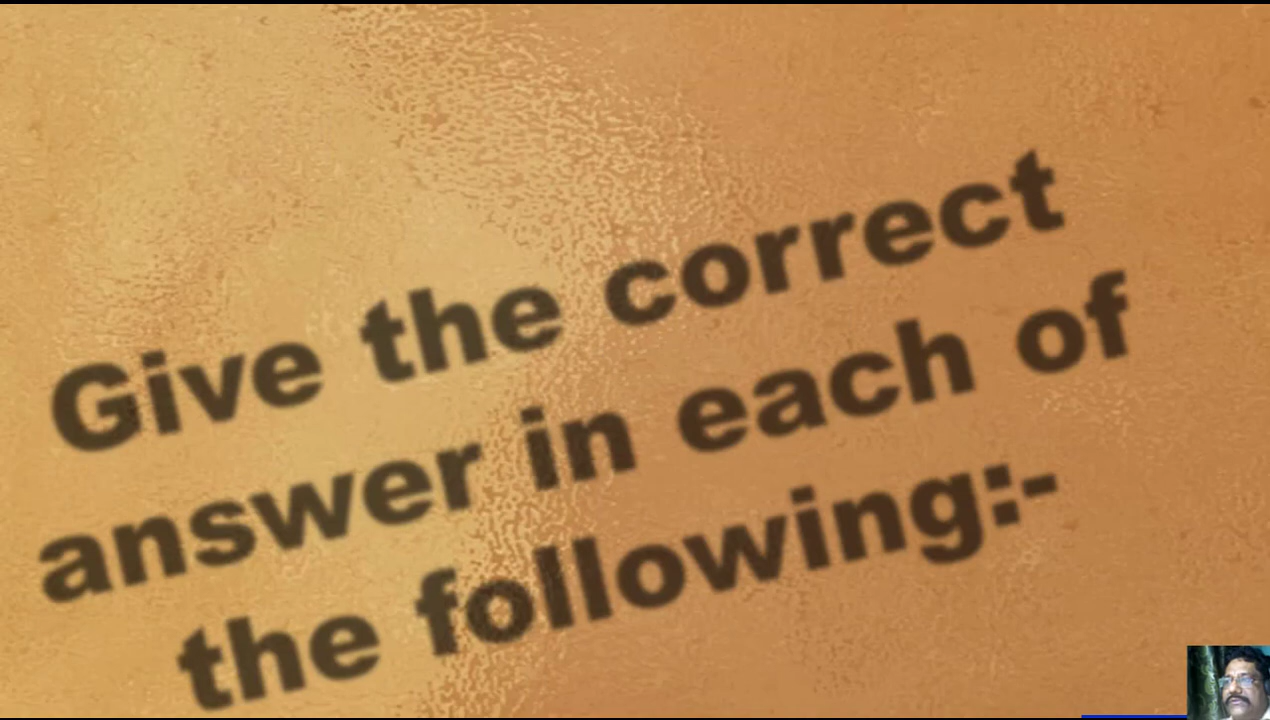 Give the correct
answer in each of
the following:-